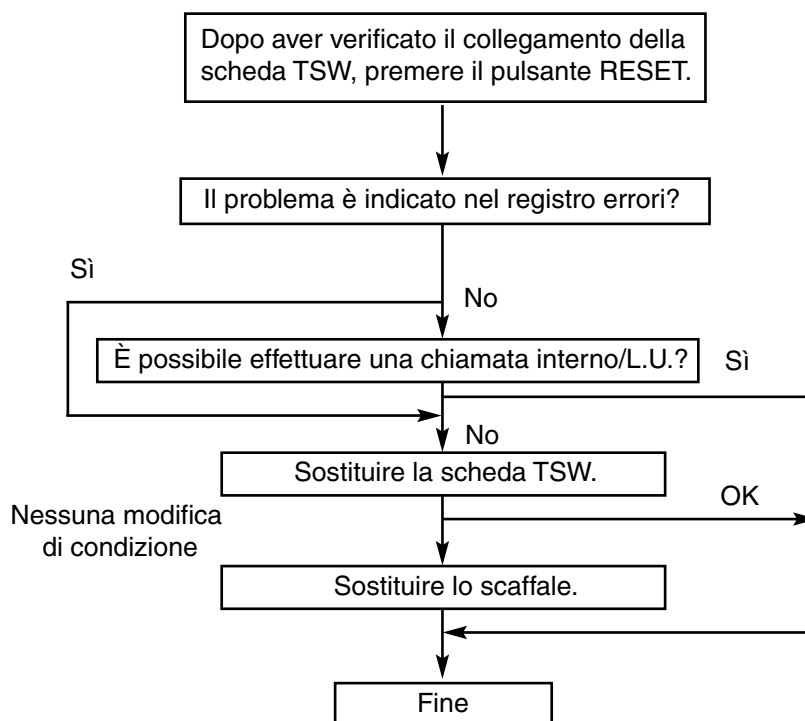 Dopo aver verificato il collegamento della
scheda TSW, premere il pulsante RESET.
Il problema è indicato nel registro errori?
Sì
No
È possibile effettuare una chiamata interno/L.U.?
Sì
No
Sostituire la scheda TSW.
OK
Nessuna modifica
di condizione
Sostituire lo scaffale.
Fine